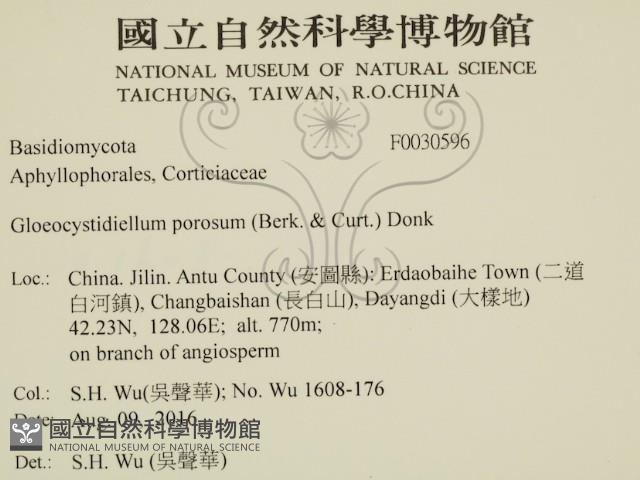 國立自然科學博物館
NATIONAL MUSEUM OF NATURAL SCIENCE
TAICHUNG, TAIWAN, R.O.CHINA
Basidiomycota F0030596
Aphyllophorales, Corticiaceae
Gloeocystidiellum porosum (Berk. & Curt.) Donk
Loc.: China. Jilin. Antu County (安圖縣): Erdaobaihe Town (二道
白河鎮), Changbaishan (長白山), Dayangdi (大樣地)
42.23N, 128.06E; alt. 770m;
on branch of angiosperm
Col.: S.H. Wu(吳聲華); No. Wu 1608-176
Date: Aug. 09, 2016
國立自然科學博物館
NATIONAL MUSEUM OF NATURAL SCIENCE
Det.: S.H. Wu (吳聲華)